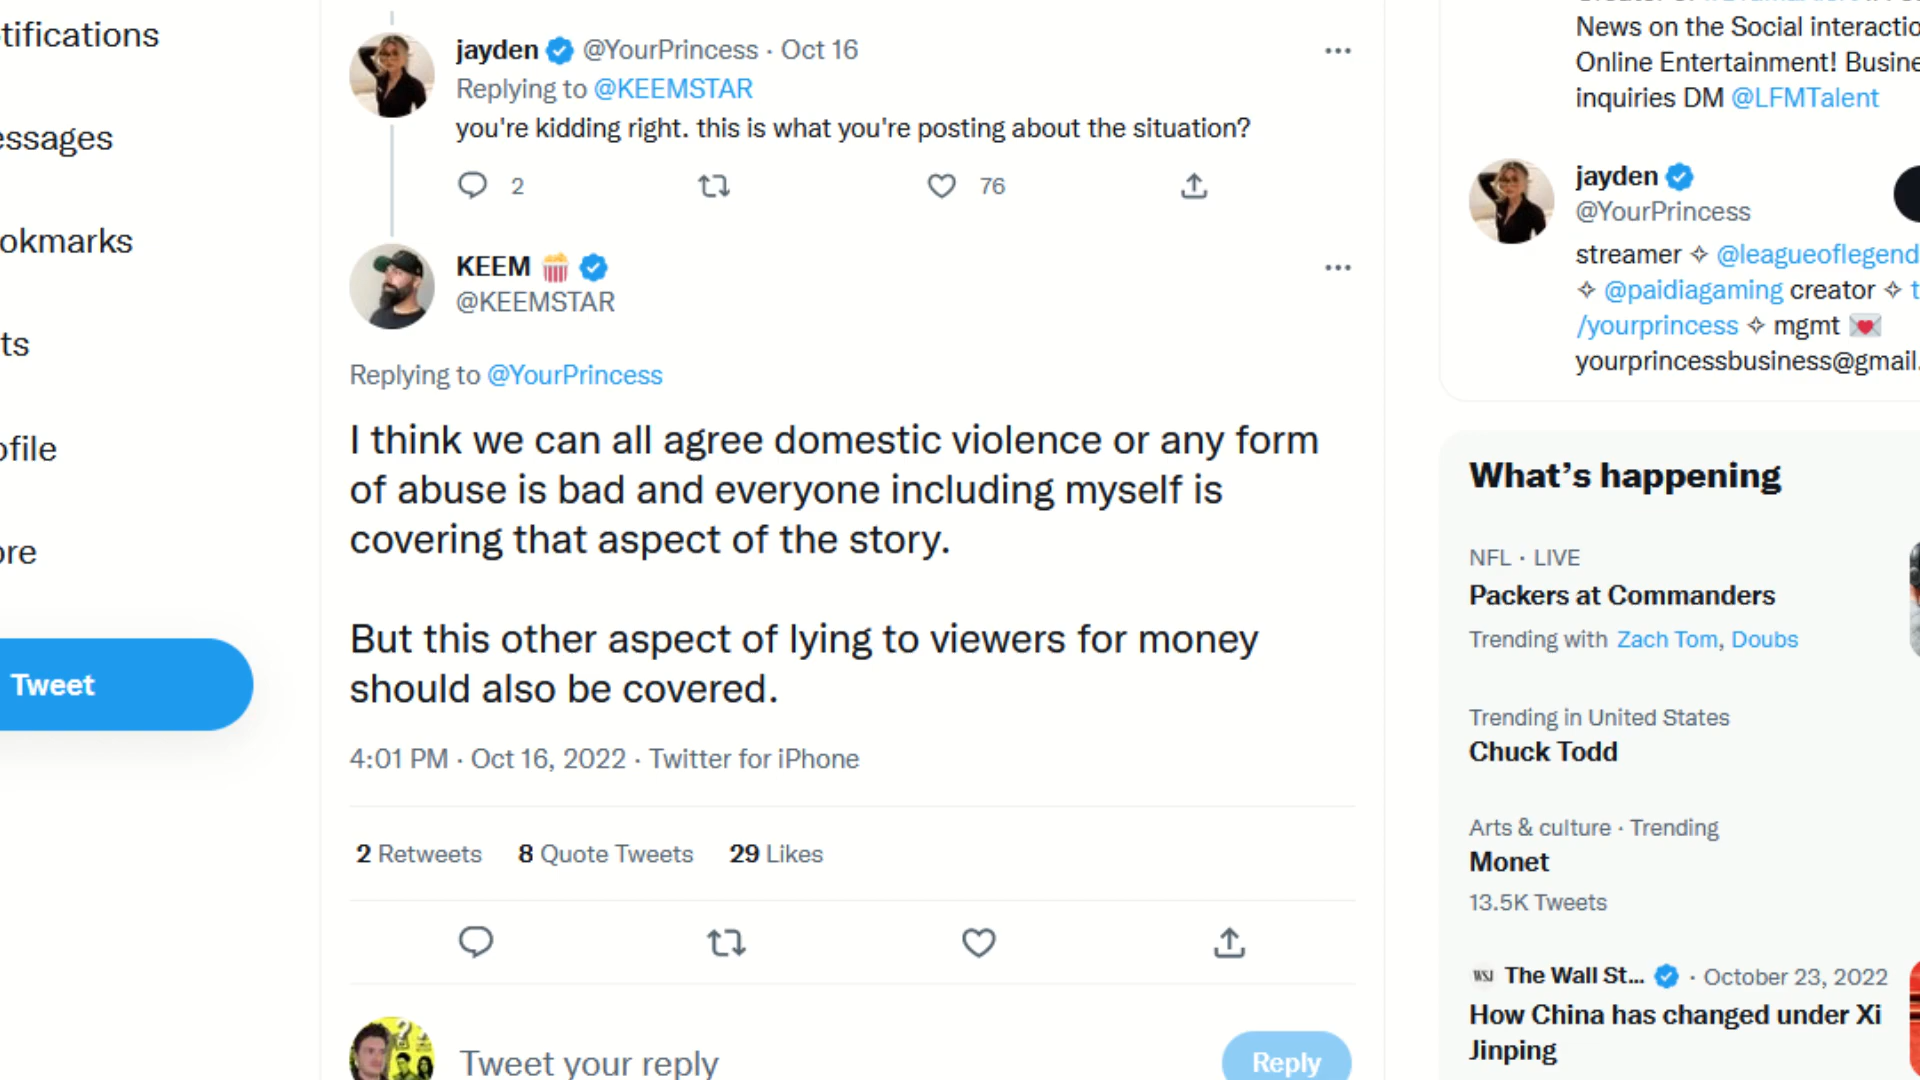 tifications
essages
okmarks
ts
ofile
ore
Tweet
jayden @YourPrincess · Oct 16
Replying to @KEEMSTAR
you're kidding right. this is what you're posting about the situation?
2
76
KEEM
@KEEMSTAR
Replying to @YourPrincess
I think we can all agree domestic violence or any form
of abuse is bad and everyone including myself is
covering that aspect of the story.
But this other aspect of lying to viewers for money
should also be covered.
4:01 PM · Oct 16, 2022 · Twitter for iPhone
2 Retweets 8 Quote Tweets 29 Likes
Tweet your reply
Reply
News on the Social interactio
Online Entertainment! Busine
inquiries DM @LFMTalent
jayden
@YourPrincess
streamer ✧ @leagueoflegend
✧ @paidiagaming creator ✧ t
/yourprincess ✧ mgmt 💌
yourprincessbusiness@gmail.
What's happening
NFL · LIVE
Packers at Commanders
Trending with Zach Tom, Doubs
Trending in United States
Chuck Todd
Arts & culture · Trending
Monet
13.5K Tweets
WSJ The Wall St... · October 23, 2022
How China has changed under Xi
Jinping